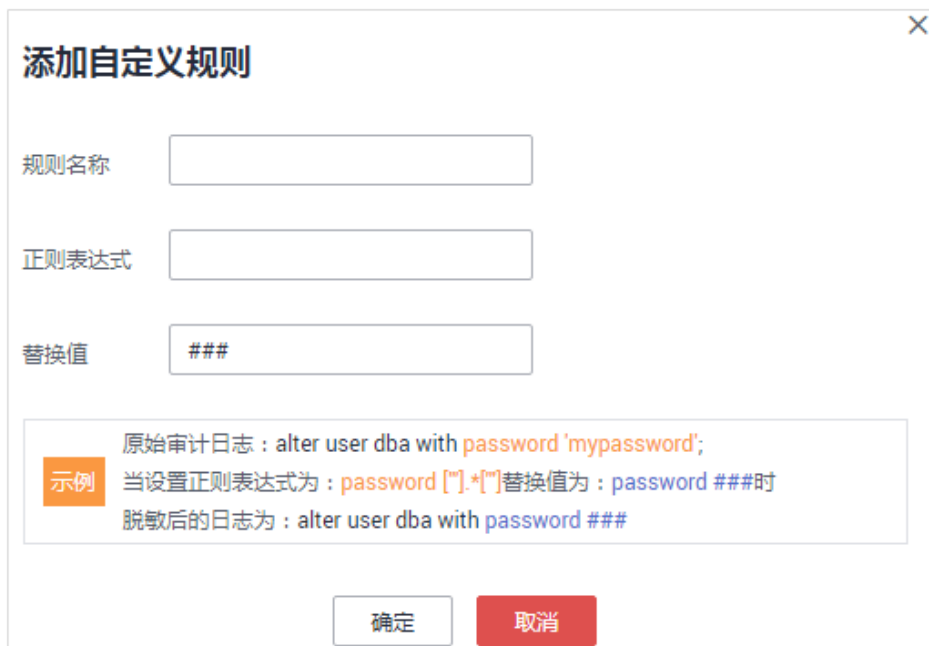 添加自定义规则
规则名称
正则表达式
替换值 ###
原始审计日志：alter user dba with password 'mypassword';
示例 当设置正则表达式为：password ['"].*['"]替换值为：password ###时
脱敏后的日志为：alter user dba with password ###
确定 取消